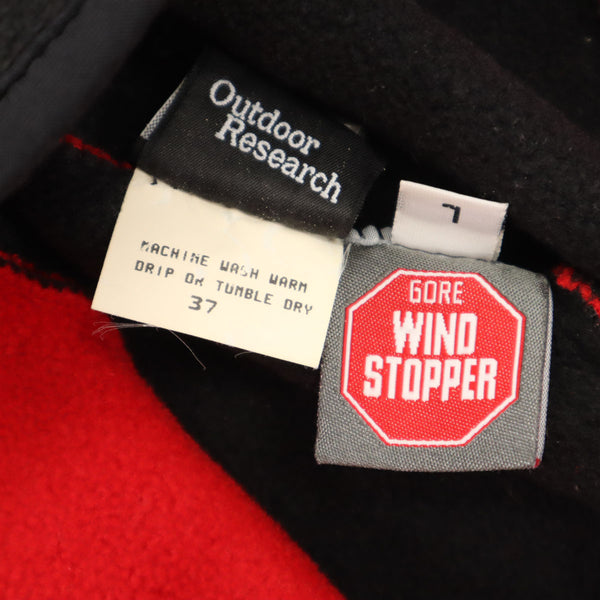 Outdoor
Research
MACHINE WASH WARM
DRIP OR TUMBLE DRY
37
L
GORE
WIND
STOPPER